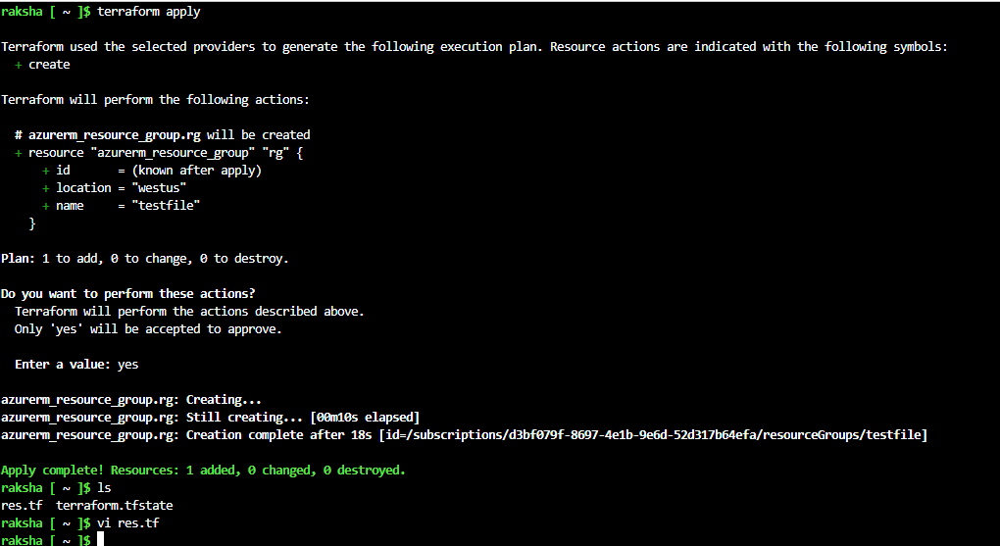 raksha [ ~ ]$ terraform apply
Terraform used the selected providers to generate the following execution plan. Resource actions are indicated with the following symbols:
+ create
Terraform will perform the following actions:
# azurerm_resource_group.rg will be created
+ resource "azurerm_resource_group" "rg" {
+ id       = (known after apply)
+ location = "westus"
+ name     = "testfile"
}
Plan: 1 to add, 0 to change, 0 to destroy.
Do you want to perform these actions?
Terraform will perform the actions described above.
Only 'yes' will be accepted to approve.
Enter a value: yes
azurerm_resource_group.rg: Creating...
azurerm_resource_group.rg: Still creating... [00m10s elapsed]
azurerm_resource_group.rg: Creation complete after 18s [id=/subscriptions/d3bf079f-8697-4e1b-9e6d-52d317b64efa/resourceGroups/testfile]
Apply complete! Resources: 1 added, 0 changed, 0 destroyed.
raksha [ ~ ]$ ls
res.tf  terraform.tfstate
raksha [ ~ ]$ vi res.tf
raksha [ ~ ]$